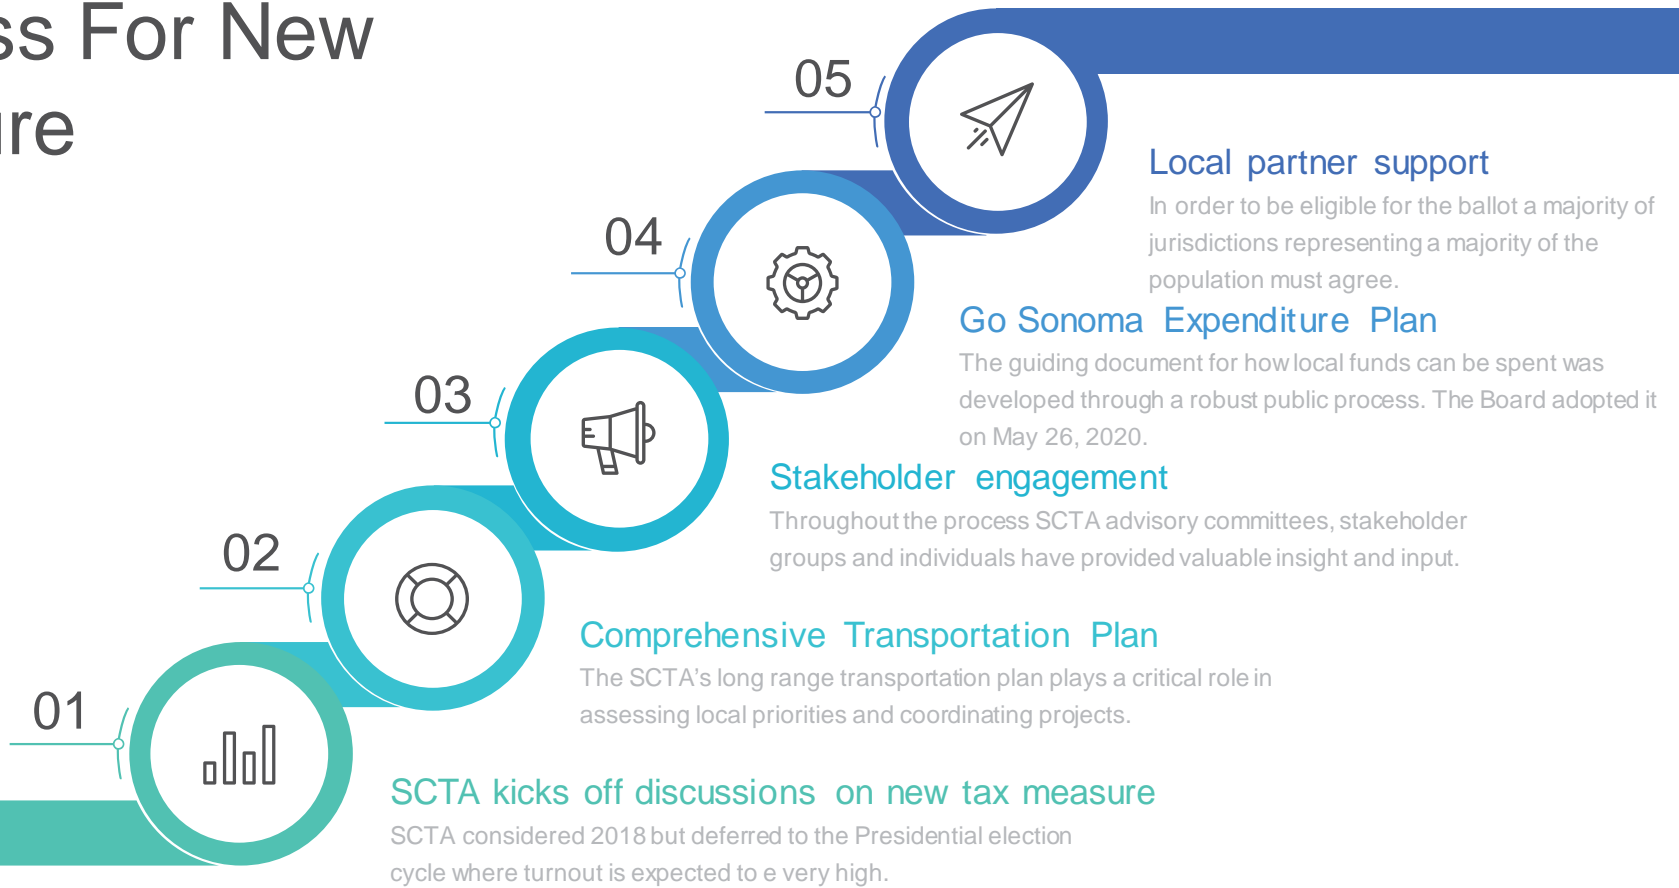 ss For New
ure
05
Local partner support
In order to be eligible for the ballot a majority of
jurisdictions representing a majority of the
population must agree.
04
Go Sonoma Expenditure Plan
The guiding document for how local funds can be spent was
developed through a robust public process. The Board adopted it
on May 26, 2020.
03
Stakeholder engagement
Throughout the process SCTA advisory committees, stakeholder
groups and individuals have provided valuable insight and input.
02
Comprehensive Transportation Plan
The SCTA's long range transportation plan plays a critical role in
assessing local priorities and coordinating projects.
01
SCTA kicks off discussions on new tax measure
SCTA considered 2018 but deferred to the Presidential election
cycle where turnout is expected to e very high.